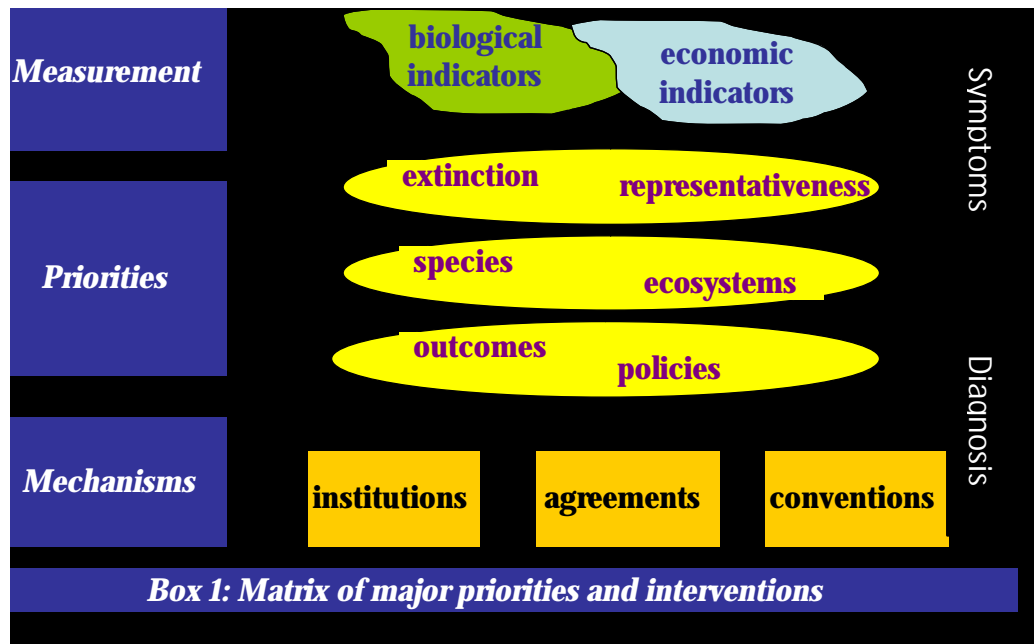 Measurement
biological
indicators
economic
indicators
Symptoms
Priorities
extinction
representativeness
species
ecosystems
outcomes
policies
Diagnosis
Mechanisms
institutions
agreements
conventions
Box 1: Matrix of major priorities and interventions